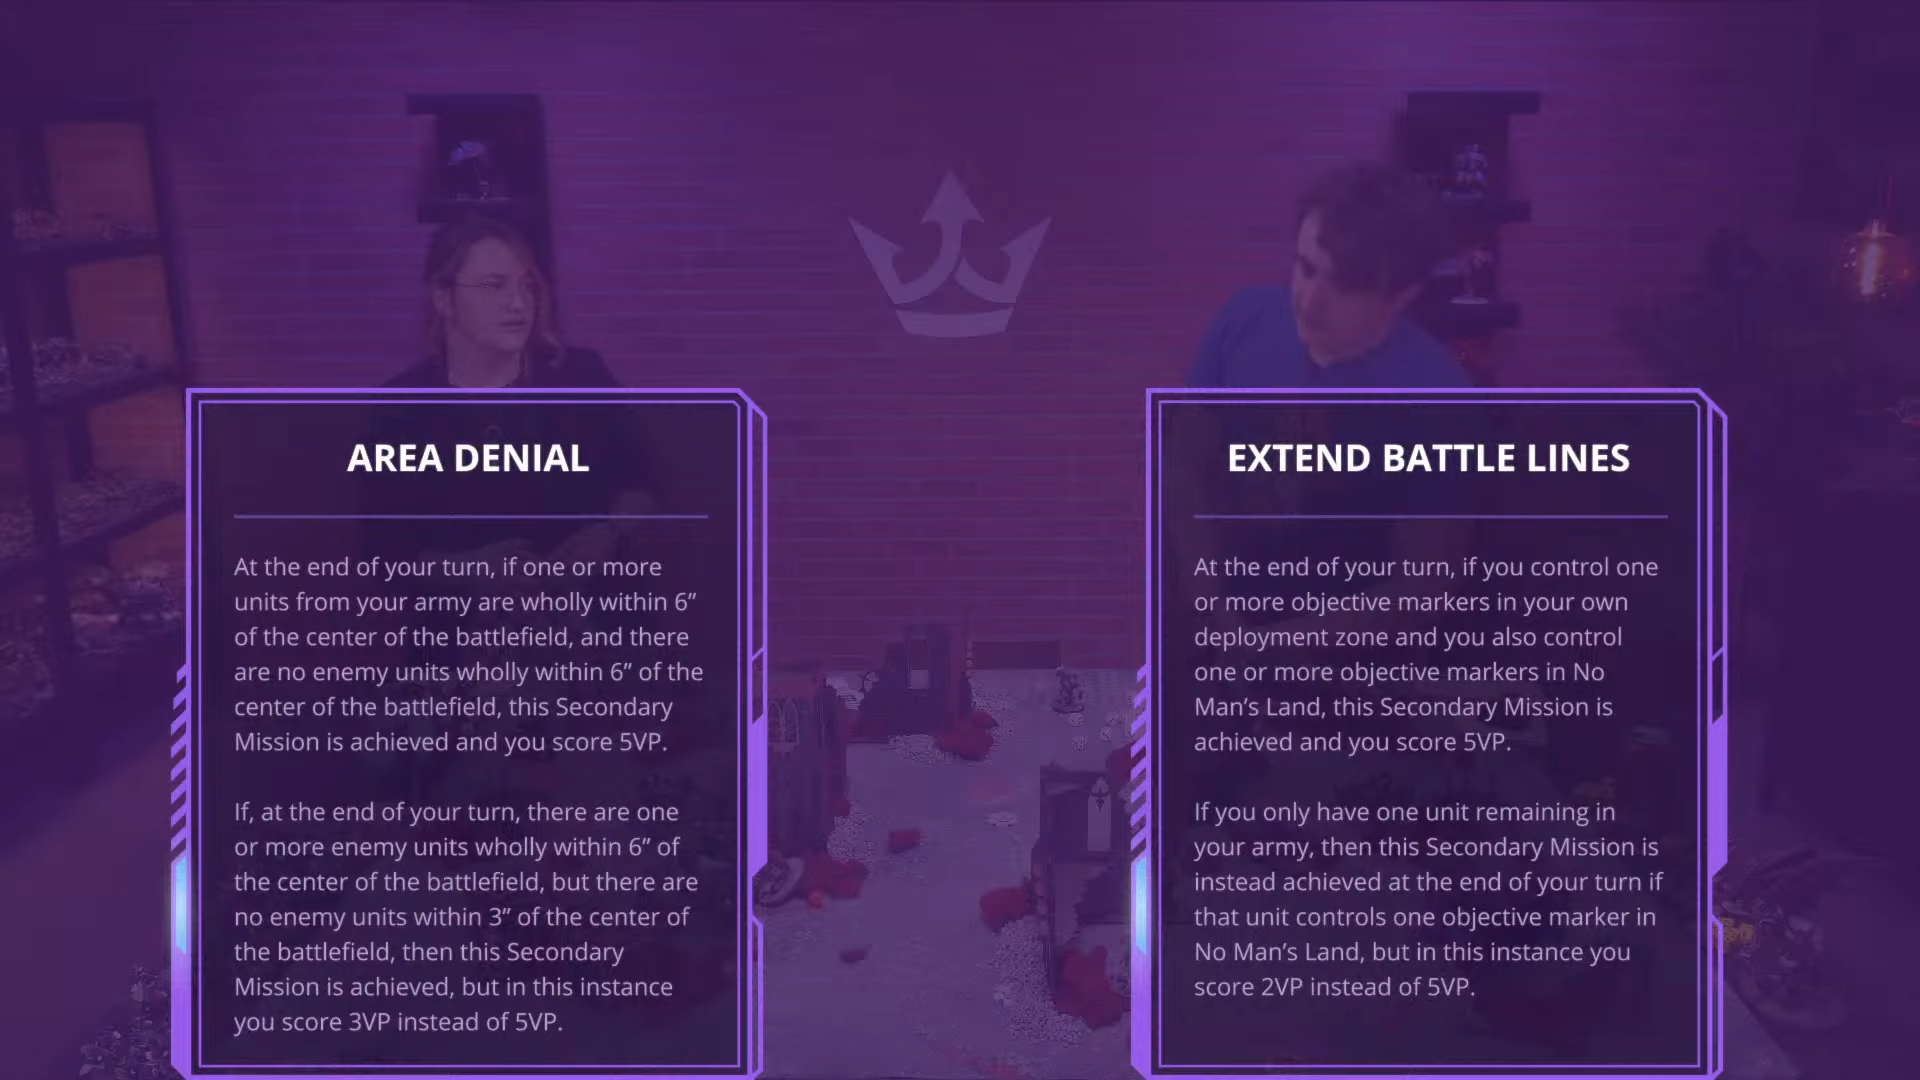 AREA DENIAL
At the end of your turn, if one or more
units from your army are wholly within 6”
of the center of the battlefield, and there
are no enemy units wholly within 6” of the
center of the battlefield, this Secondary
Mission is achieved and you score 5VP.
If, at the end of your turn, there are one
or more enemy units wholly within 6” of
the center of the battlefield, but there are
no enemy units within 3” of the center of
the battlefield, then this Secondary
Mission is achieved, but in this instance
you score 3VP instead of 5VP.
EXTEND BATTLE LINES
At the end of your turn, if you control one
or more objective markers in your own
deployment zone and you also control
one or more objective markers in No
Man’s Land, this Secondary Mission is
achieved and you score 5VP.
If you only have one unit remaining in
your army, then this Secondary Mission is
instead achieved at the end of your turn if
that unit controls one objective marker in
No Man’s Land, but in this instance you
score 2VP instead of 5VP.